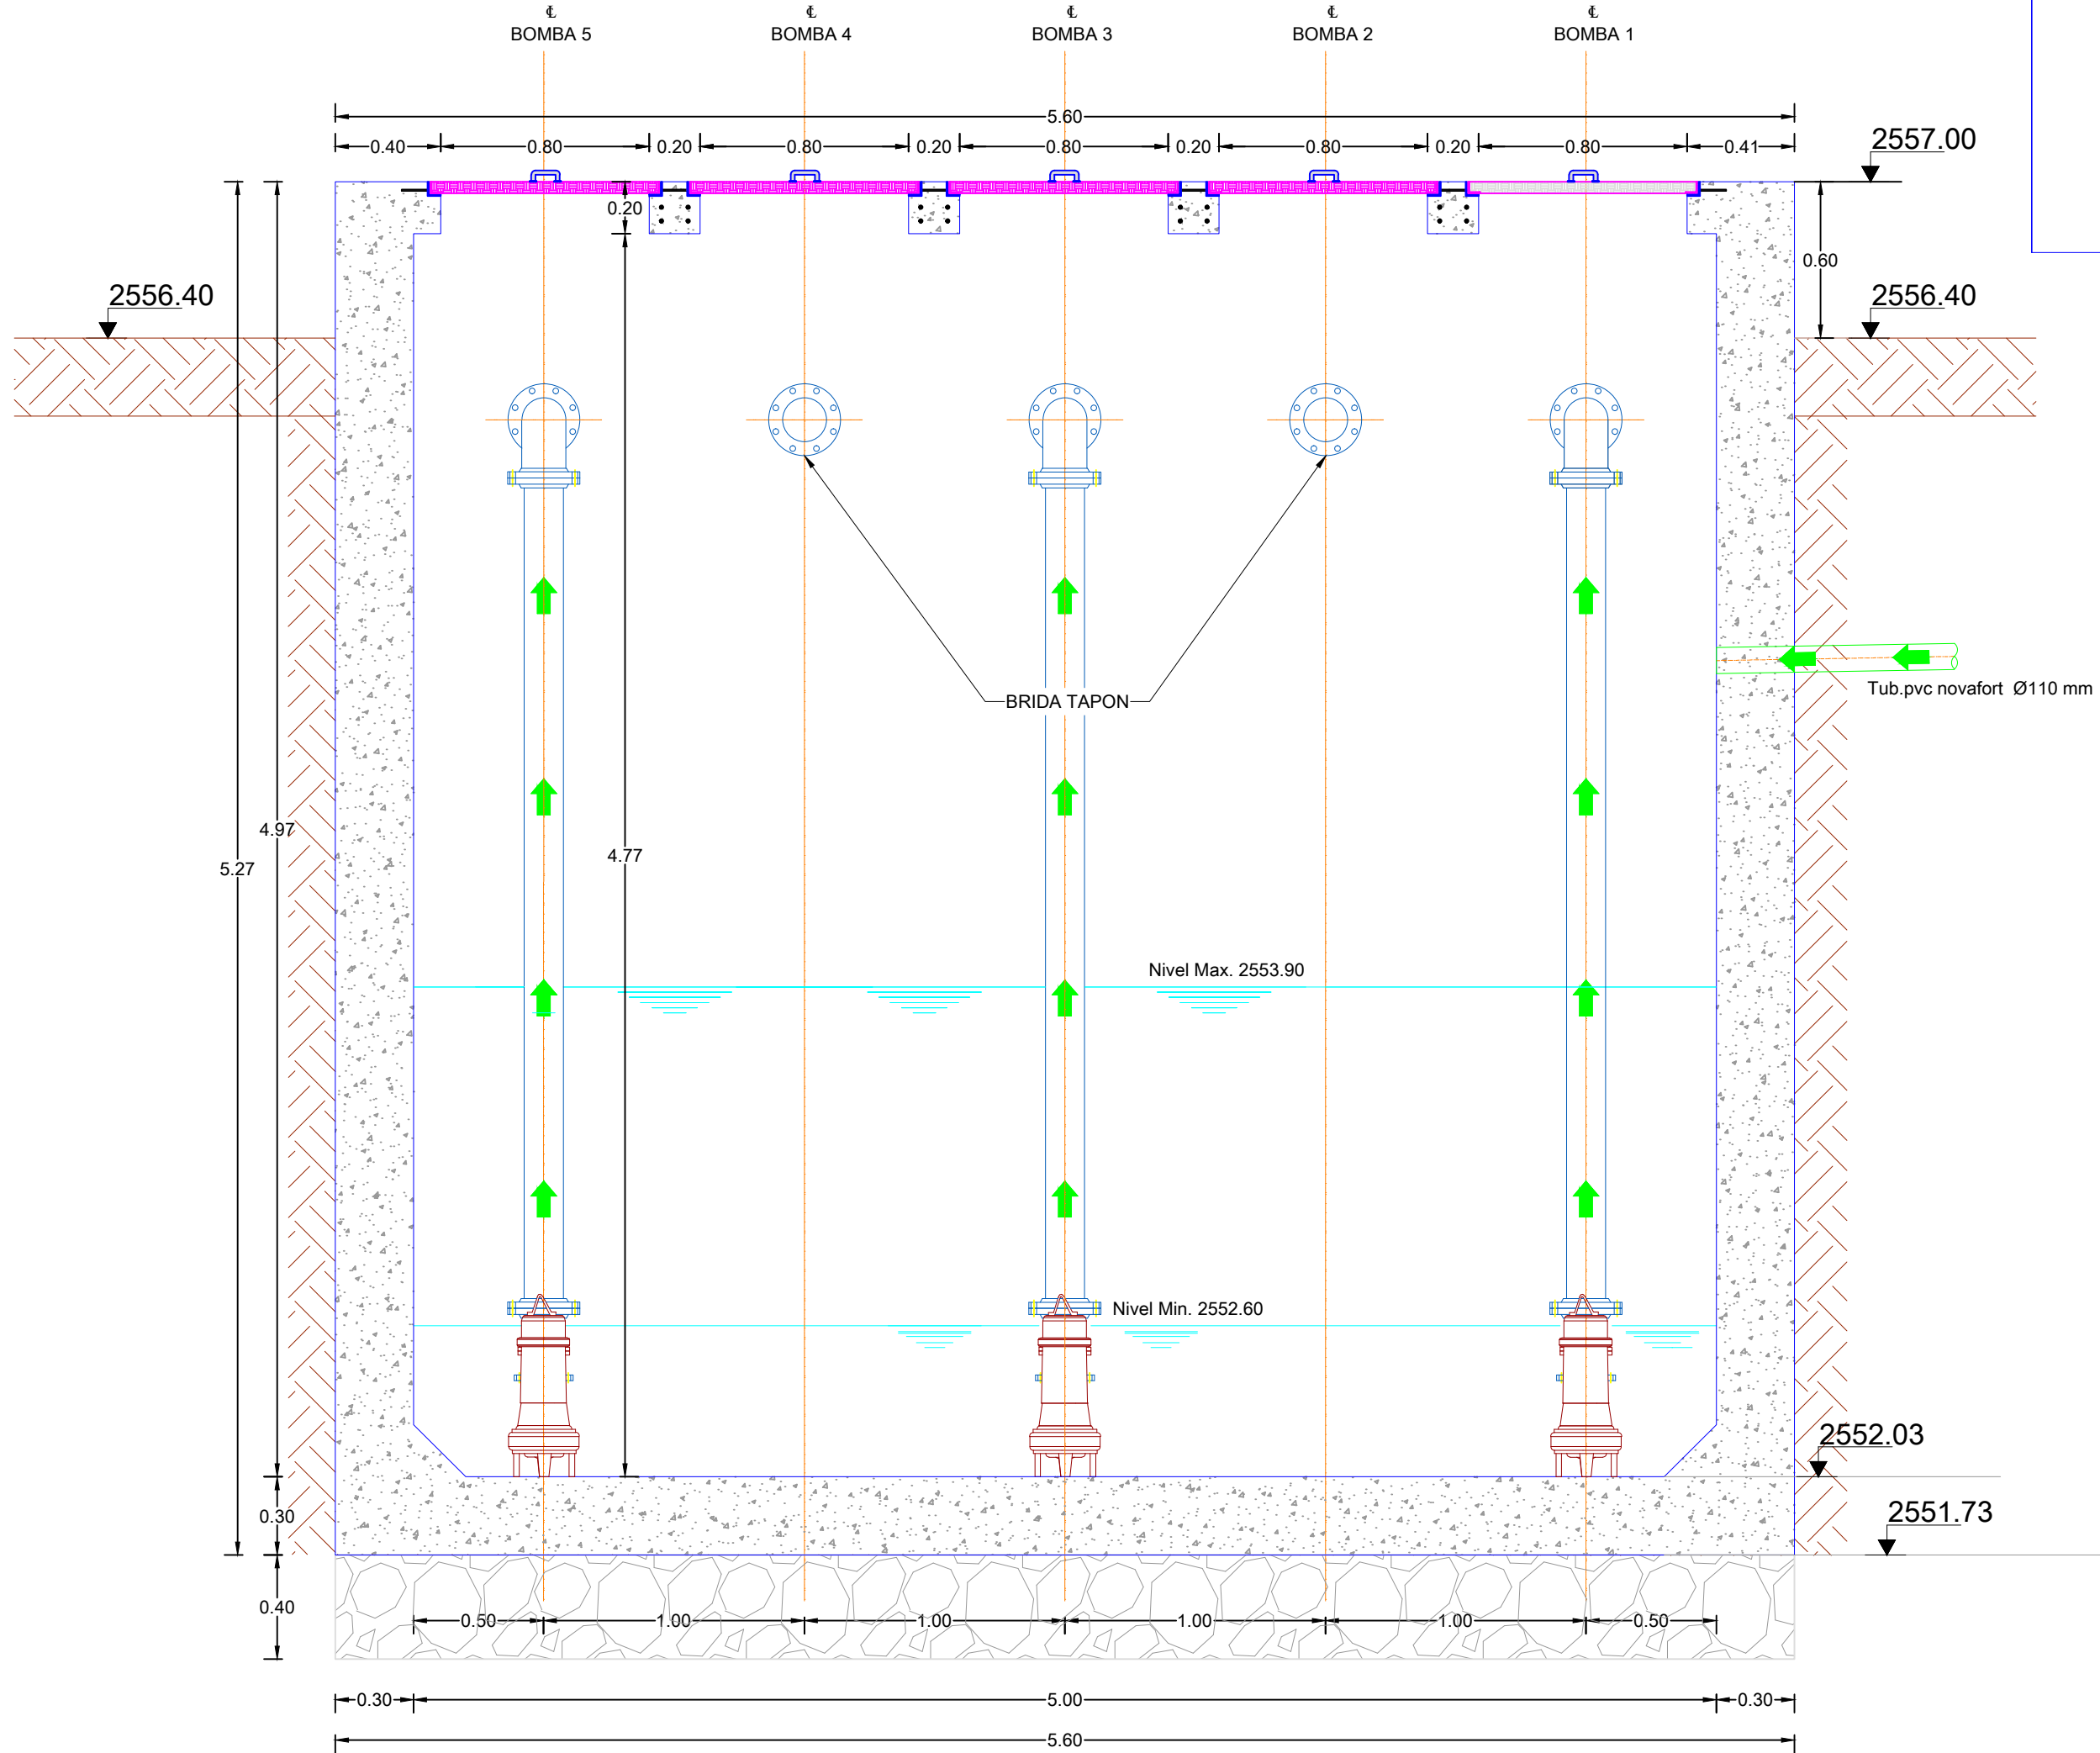 ℄ ℄ ℄ ℄ ℄
BOMBA 5 BOMBA 4 BOMBA 3 BOMBA 2 BOMBA 1
5.60
0.40 0.80 0.20 0.80 0.20 0.80 0.20 0.80 0.20 0.80 0.41
2557.00
0.20
0.60
2556.40 2556.40
Tub.pvc novafort Ø110 mm
BRIDA TAPON
4.97
4.77
5.27
Nivel Max. 2553.90
Nivel Min. 2552.60
2552.03
0.30
2551.73
0.40
0.50 1.00 1.00 1.00 1.00 0.50
0.30 5.00 0.30
5.60